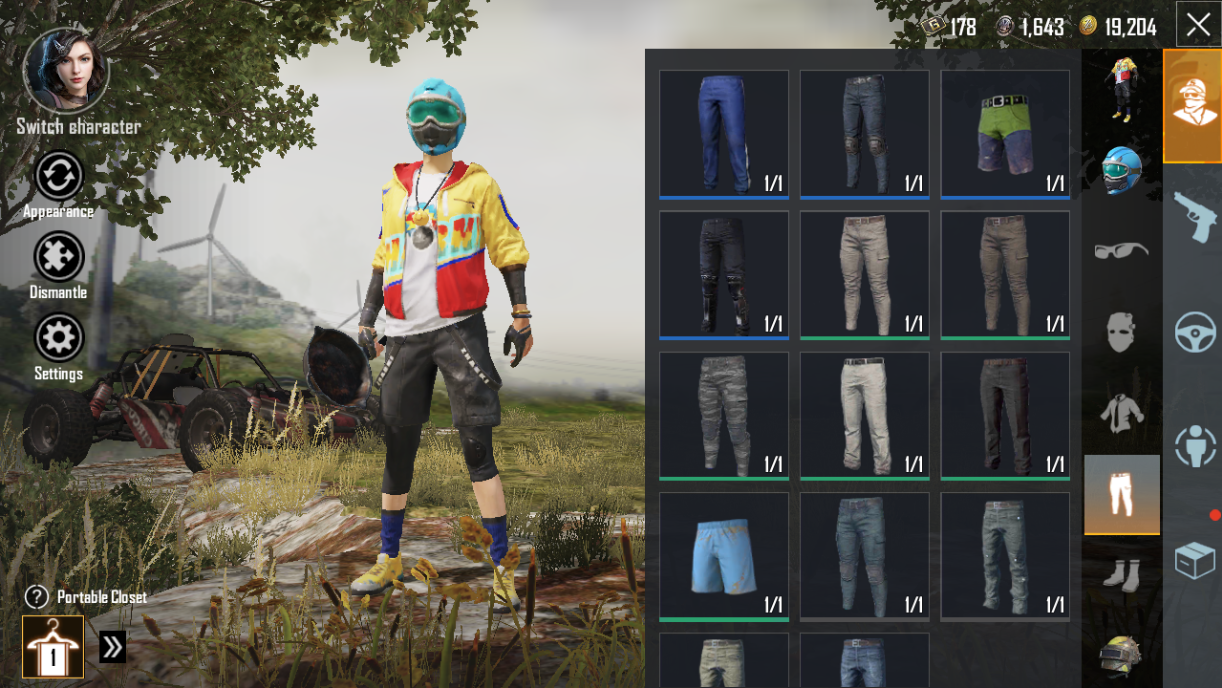 G 178 1,643 19,204
Switch character
Appearance
Dismantle
Settings
1/1 1/1 1/1
1/1 1/1 1/1
1/1 1/1 1/1
1/1 1/1 1/1
? Portable Closet
1